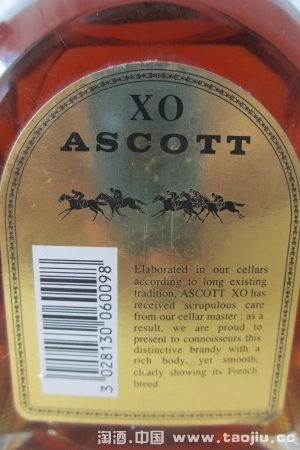 XO
ASCOTT
Elaborated in our cellars
according to long existing
tradition, ASCOTT XO has
received scrupulous care
from our cellar master : as a
result, we are proud to
present to connoisseurs this
distinctive brandy with a
rich body, yet smooth,
clearly showing its French
breed.
3 028130 060098
淘酒.中国 www.taojiu.cc